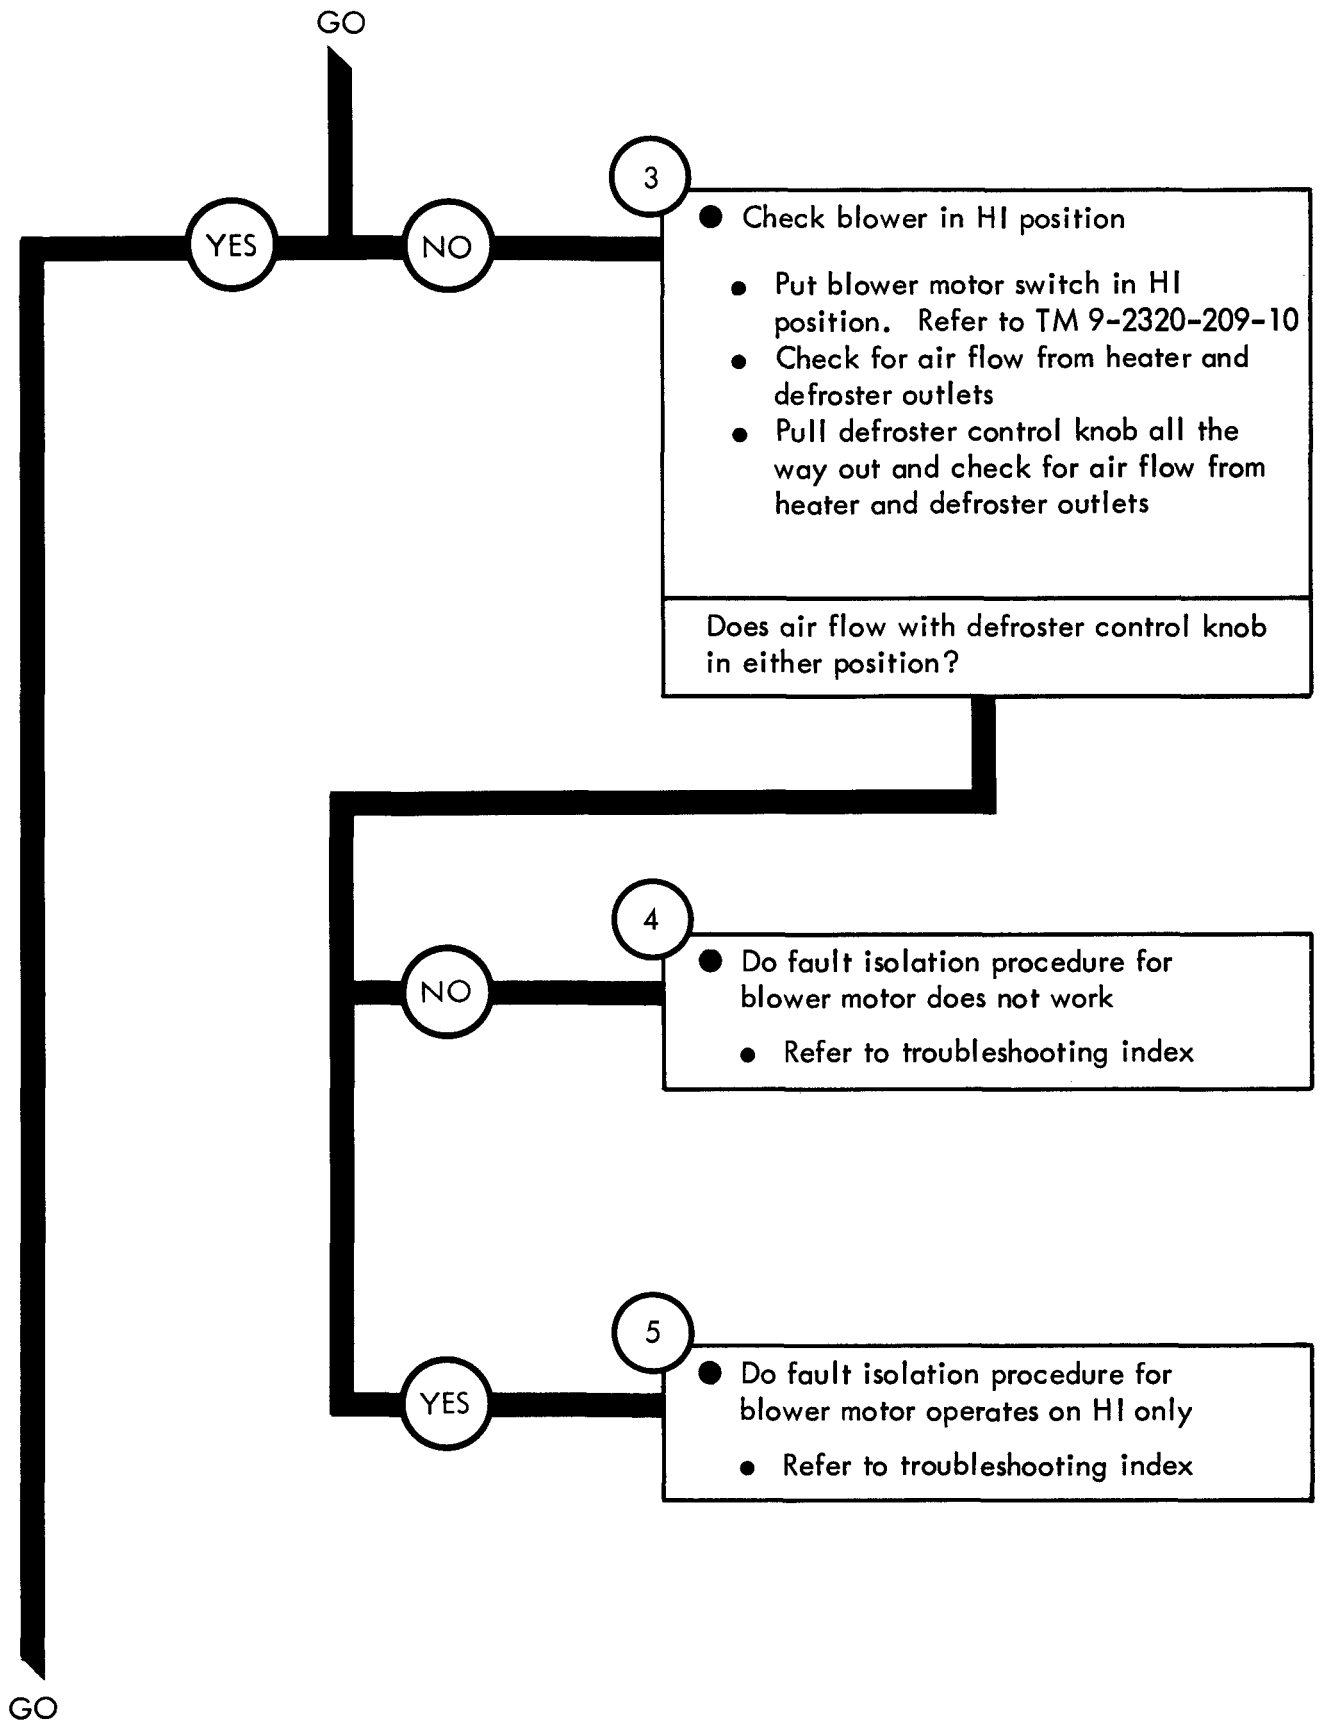 GO
3
YES
NO
● Check blower in HI position
● Put blower motor switch in HI
position. Refer to TM 9-2320-209-10
● Check for air flow from heater and
defroster outlets
● Pull defroster control knob all the
way out and check for air flow from
heater and defroster outlets
Does air flow with defroster control knob
in either position?
4
NO
● Do fault isolation procedure for
blower motor does not work
● Refer to troubleshooting index
5
YES
● Do fault isolation procedure for
blower motor operates on HI only
● Refer to troubleshooting index
GO